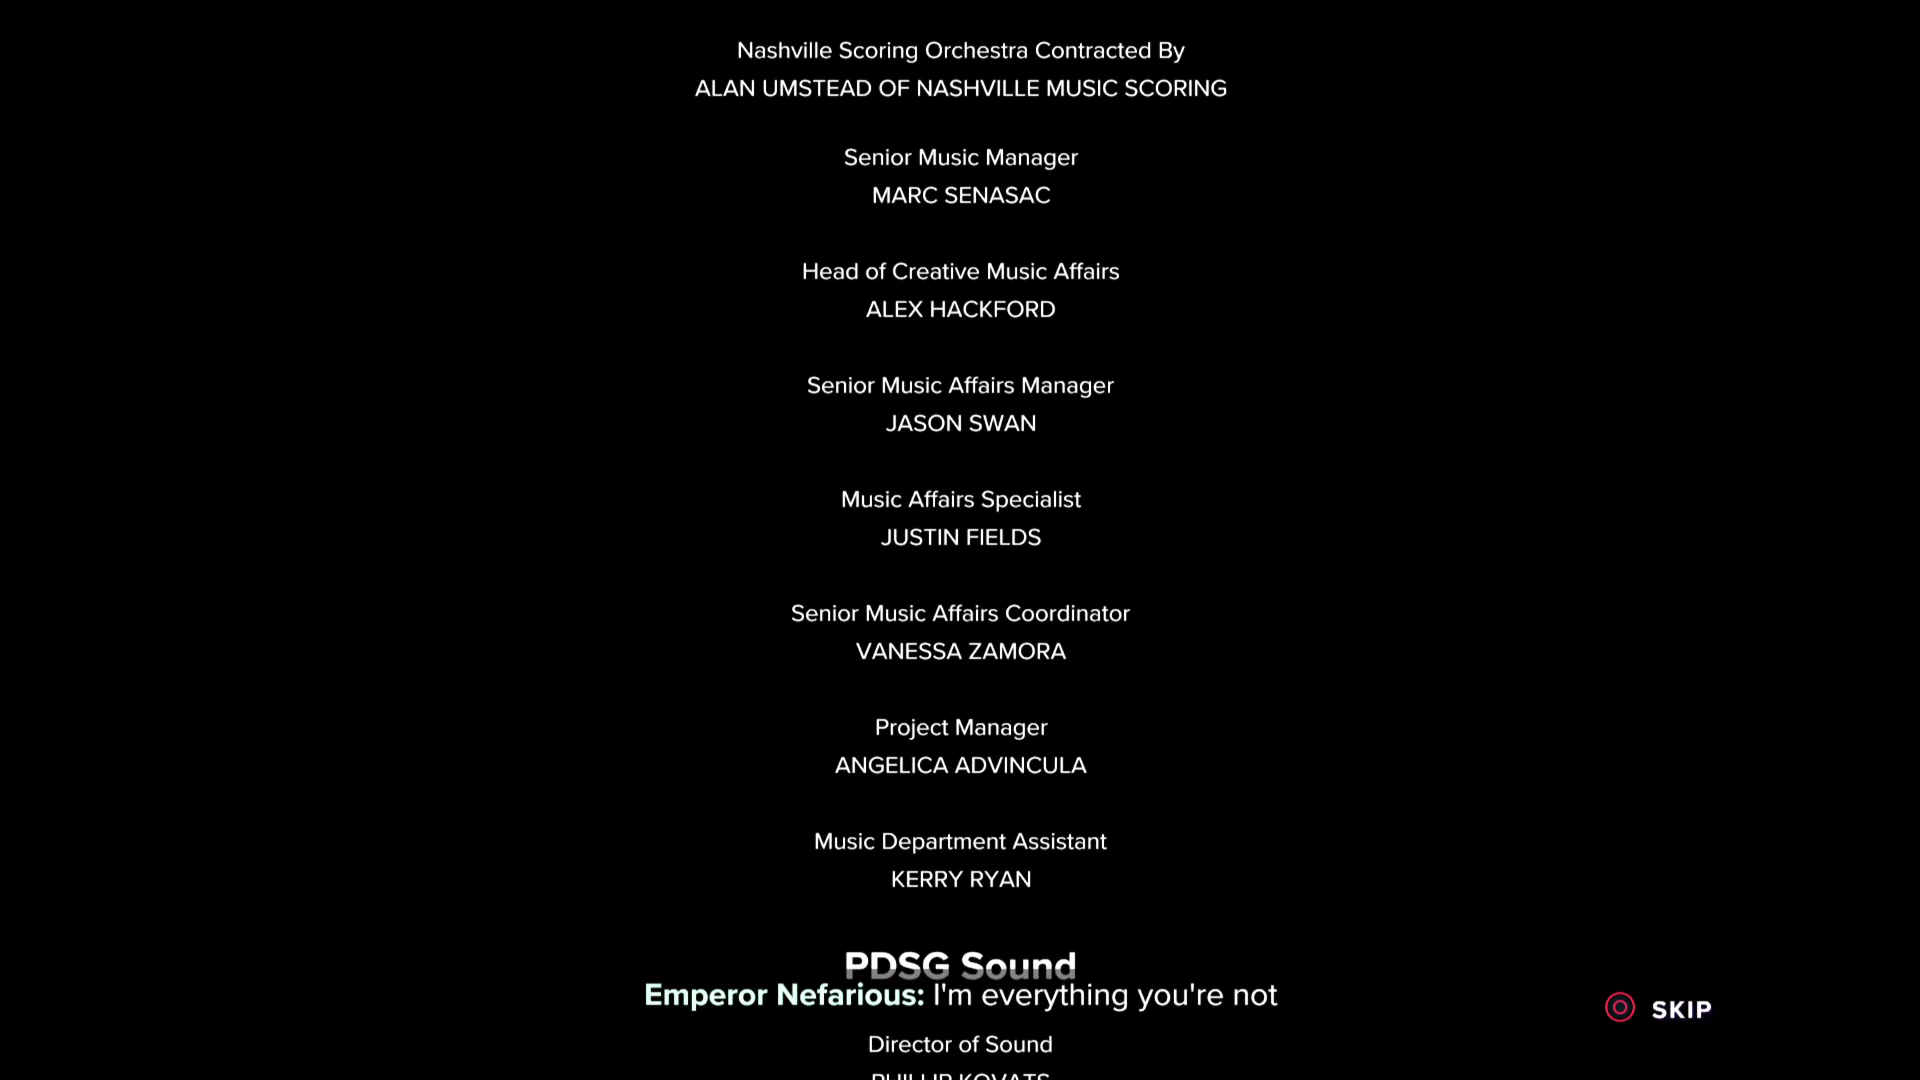 Nashville Scoring Orchestra Contracted By
ALAN UMSTEAD OF NASHVILLE MUSIC SCORING
Senior Music Manager
MARC SENASAC
Head of Creative Music Affairs
ALEX HACKFORD
Senior Music Affairs Manager
JASON SWAN
Music Affairs Specialist
JUSTIN FIELDS
Senior Music Affairs Coordinator
VANESSA ZAMORA
Project Manager
ANGELICA ADVINCULA
Music Department Assistant
KERRY RYAN
PDSG Sound
Emperor Nefarious: I'm everything you're not
SKIP
Director of Sound
PHILLIP KOVATS